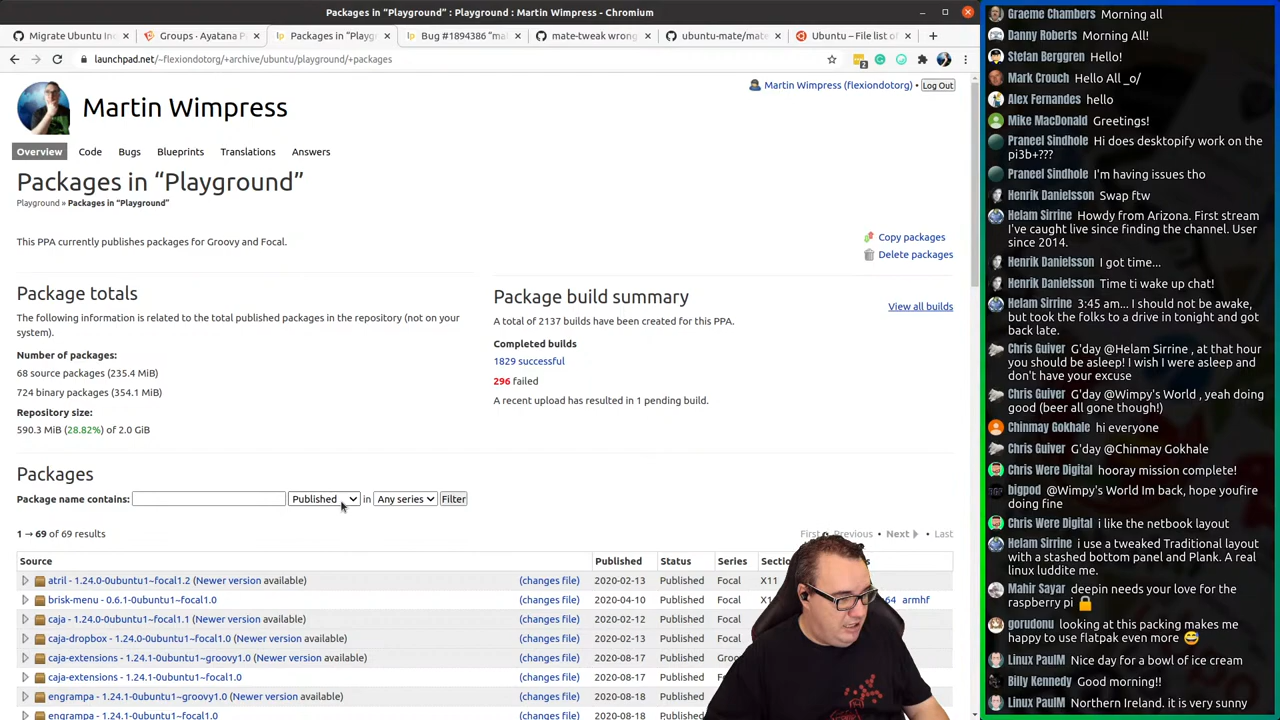 Packages in “Playground” : Playground : Martin Wimpress - Chromium
Migrate Ubuntu In
Groups · Ayatana P
Packages in “Playg
Bug #1894386 “mat
mate-tweak wrong
ubuntu-mate/mate
Ubuntu – File list of
launchpad.net/~flexiondotorg/+archive/ubuntu/playground/+packages
2
Martin Wimpress
Martin Wimpress (flexiondotorg) • Log Out
Overview Code Bugs Blueprints Translations Answers
Packages in “Playground”
Playground » Packages in “Playground”
This PPA currently publishes packages for Groovy and Focal.
Copy packages
Delete packages
Package totals
The following information is related to the total published packages in the repository (not on your
system).
Number of packages:
68 source packages (235.4 MiB)
724 binary packages (354.1 MiB)
Repository size:
590.3 MiB (28.82%) of 2.0 GiB
Package build summary
View all builds
A total of 2137 builds have been created for this PPA.
Completed builds
1829 successful
296 failed
A recent upload has resulted in 1 pending build.
Packages
Package name contains: Published in Any series Filter
1 → 69 of 69 results
First Previous • Next • Last
Source Published Status Series Secti
atril - 1.24.0-0ubuntu1~focal1.2 (Newer version available) (changes file) 2020-02-13 Published Focal X11
brisk-menu - 0.6.1-0ubuntu1~focal1.0 (changes file) 2020-04-10 Published Focal X1 64 armhf
caja - 1.24.0-0ubuntu1~focal1.1 (Newer version available) (changes file) 2020-02-12 Published Focal
caja-dropbox - 1.24.0-0ubuntu1~focal1.0 (Newer version available) (changes file) 2020-02-13 Published Focal
caja-extensions - 1.24.1-0ubuntu1~groovy1.0 (Newer version available) (changes file) 2020-08-17 Published Groo
caja-extensions - 1.24.1-0ubuntu1~focal1.0 (changes file) 2020-08-17 Published Focal
engrampa - 1.24.1-0ubuntu1~groovy1.0 (Newer version available) (changes file) 2020-08-18 Published Groo
engrampa - 1.24.1-0ubuntu1~focal1.0 (changes file) 2020-08-18 Published Focal
Graeme Chambers Morning all
Danny Roberts Morning All!
Stefan Berggren Hello!
Mark Crouch Hello All _o/
Alex Fernandes hello
Mike MacDonald Greetings!
Praneel Sindhole Hi does desktopify work on the
pi3b+???
Praneel Sindhole I'm having issues tho
Henrik Danielsson Swap ftw
Helam Sirrine Howdy from Arizona. First stream
I've caught live since finding the channel. User
since 2014.
Henrik Danielsson I got time...
Henrik Danielsson Time ti wake up chat!
Helam Sirrine 3:45 am... I should not be awake,
but took the folks to a drive in tonight and got
back late.
Chris Guiver G'day @Helam Sirrine , at that hour
you should be asleep! I wish I were asleep and
don't have your excuse
Chris Guiver G'day @Wimpy's World , yeah doing
good (beer all gone though!)
Chinmay Gokhale hi everyone
Chris Guiver G'day @Chinmay Gokhale
Chris Were Digital hooray mission complete!
bigpod @Wimpy's World Im back, hope youfire
doing fine
Chris Were Digital i like the netbook layout
Helam Sirrine i use a tweaked Traditional layout
with a stashed bottom panel and Plank. A real
linux luddite me.
Mahir Sayar deepin needs your love for the
raspberry pi 🔒
gorudonu looking at this packing makes me
happy to use flatpak even more 😅
Linux PaulM Nice day for a bowl of ice cream
Billy Kennedy Good morning!!
Linux PaulM Northern Ireland. it is very sunny